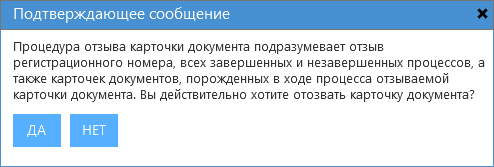 Подтверждающее сообщение
Процедура отзыва карточки документа подразумевает отзыв
регистрационного номера, всех завершенных и незавершенных процессов, а
также карточек документов, порожденных в ходе процесса отзываемой
карточки документа. Вы действительно хотите отозвать карточку документа?
ДА НЕТ